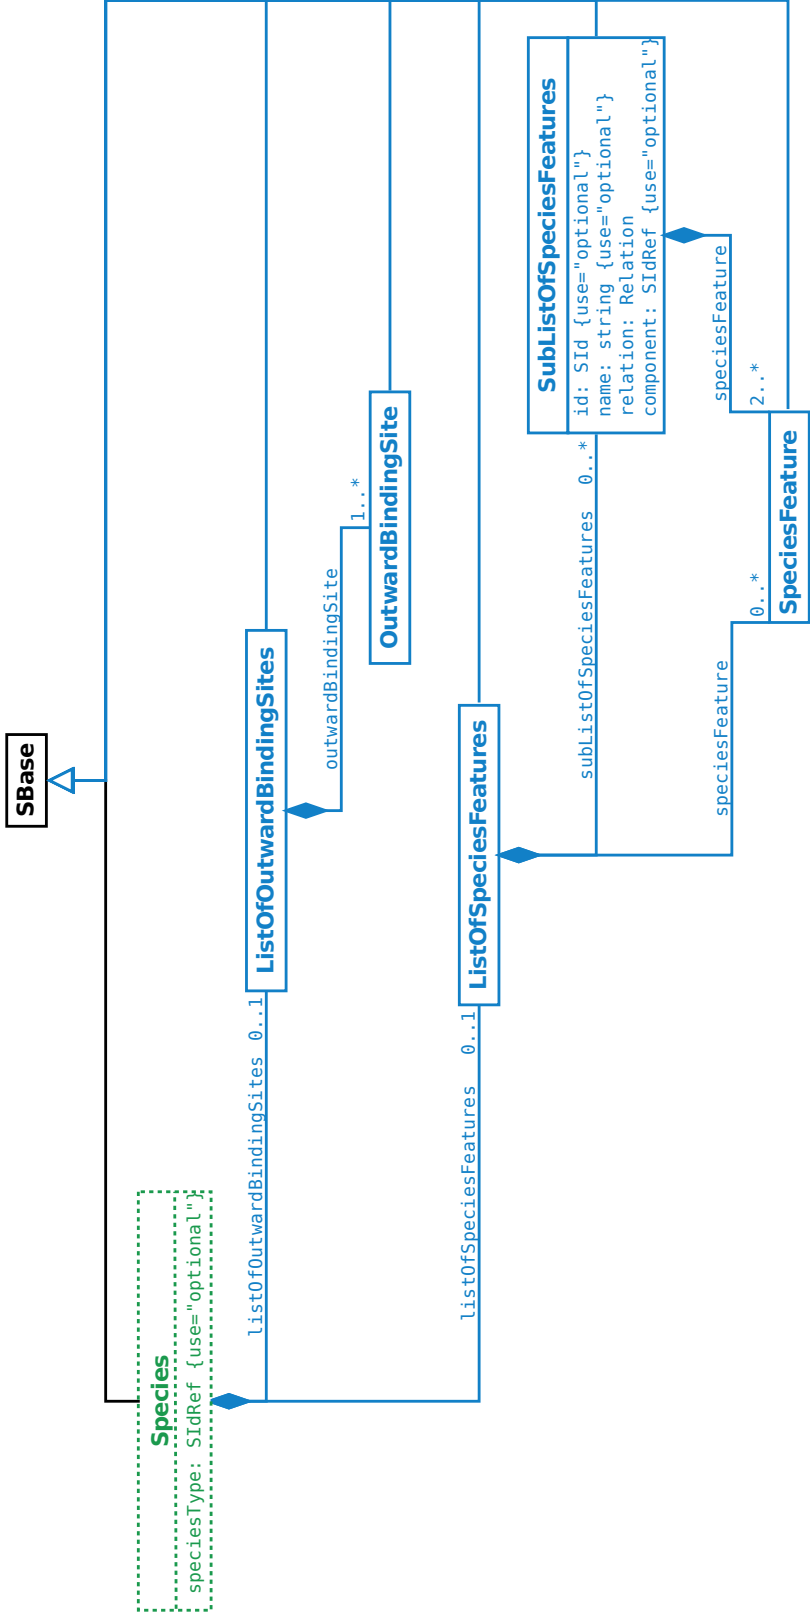 SBase
Species
speciesType: SIdRef {use="optional"}
listOfOutwardBindingSites 0..1
ListOfOutwardBindingSites
outwardBindingSite
1..*
OutwardBindingSite
listOfSpeciesFeatures 0..1
ListOfSpeciesFeatures
subListOfSpeciesFeatures 0..*
SubListOfSpeciesFeatures
id: SId {use="optional"}
name: string {use="optional"}
relation: Relation
component: SIdRef {use="optional"}
speciesFeature
0..*
speciesFeature
2..*
SpeciesFeature